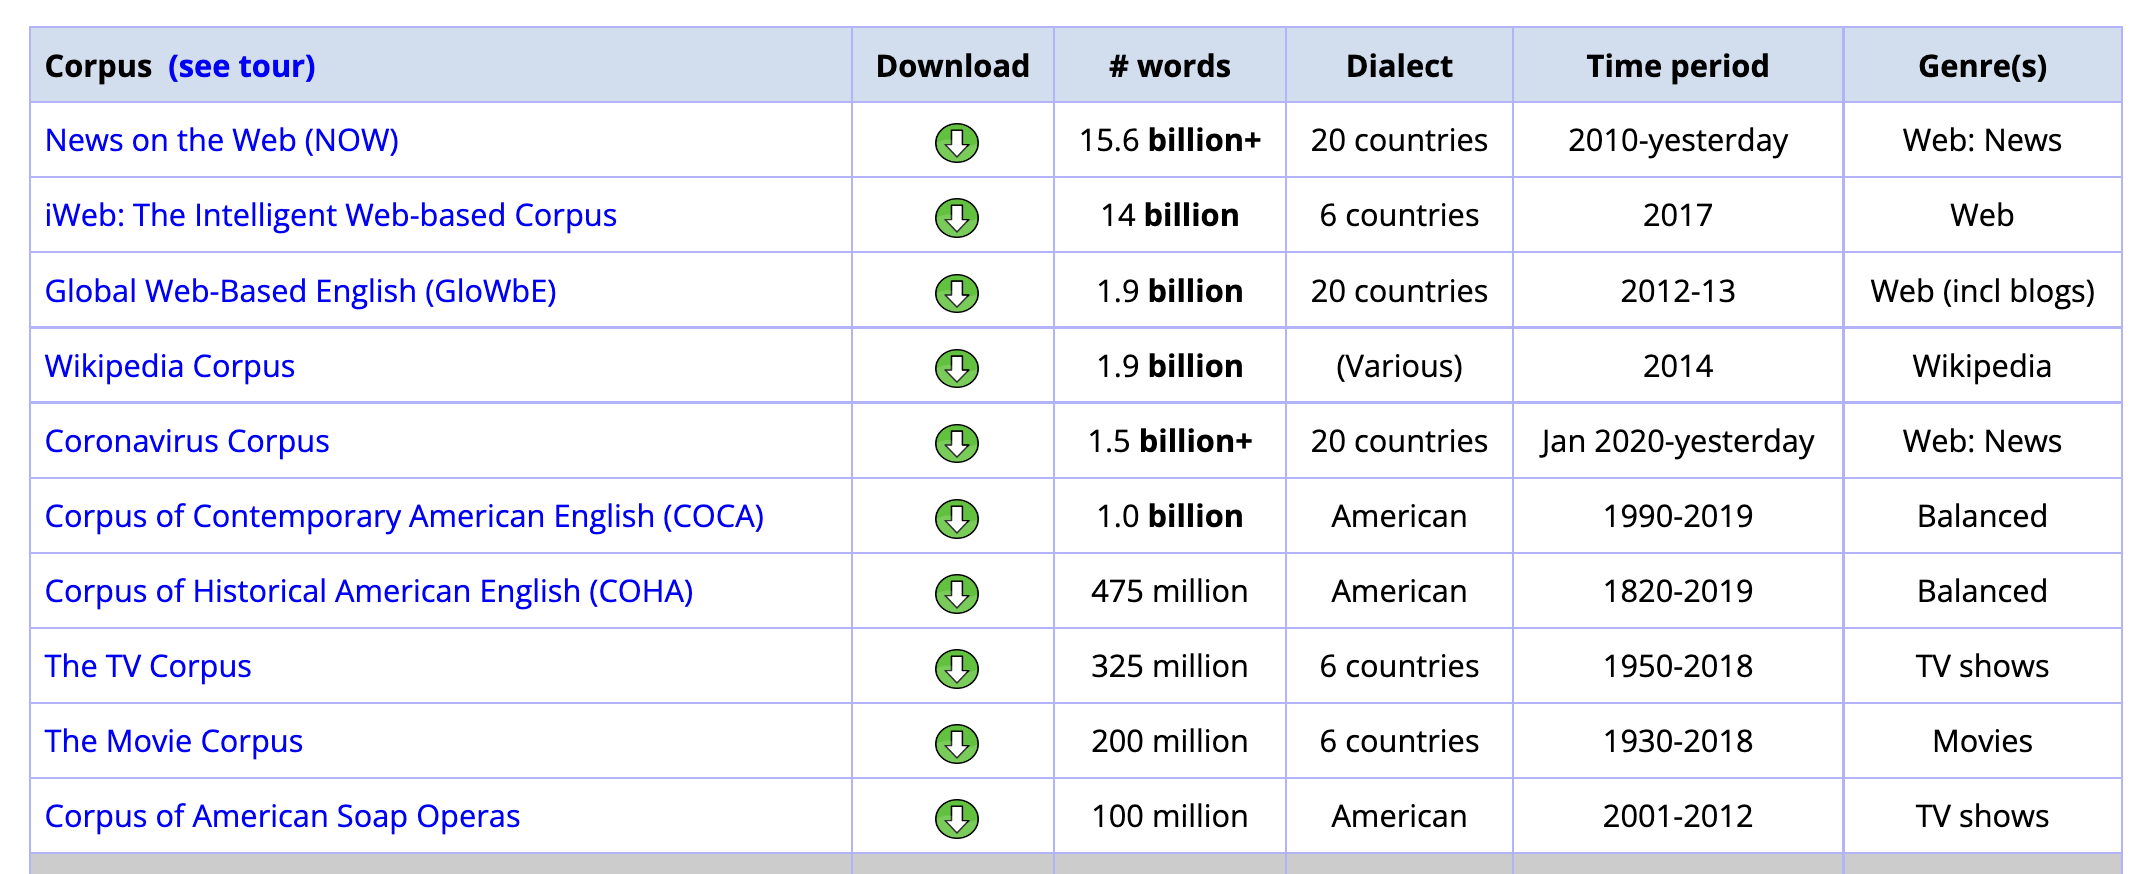 Corpus (see tour) Download # words Dialect Time period Genre(s)
News on the Web (NOW) 15.6 billion+ 20 countries 2010-yesterday Web: News
iWeb: The Intelligent Web-based Corpus 14 billion 6 countries 2017 Web
Global Web-Based English (GloWbE) 1.9 billion 20 countries 2012-13 Web (incl blogs)
Wikipedia Corpus 1.9 billion (Various) 2014 Wikipedia
Coronavirus Corpus 1.5 billion+ 20 countries Jan 2020-yesterday Web: News
Corpus of Contemporary American English (COCA) 1.0 billion American 1990-2019 Balanced
Corpus of Historical American English (COHA) 475 million American 1820-2019 Balanced
The TV Corpus 325 million 6 countries 1950-2018 TV shows
The Movie Corpus 200 million 6 countries 1930-2018 Movies
Corpus of American Soap Operas 100 million American 2001-2012 TV shows